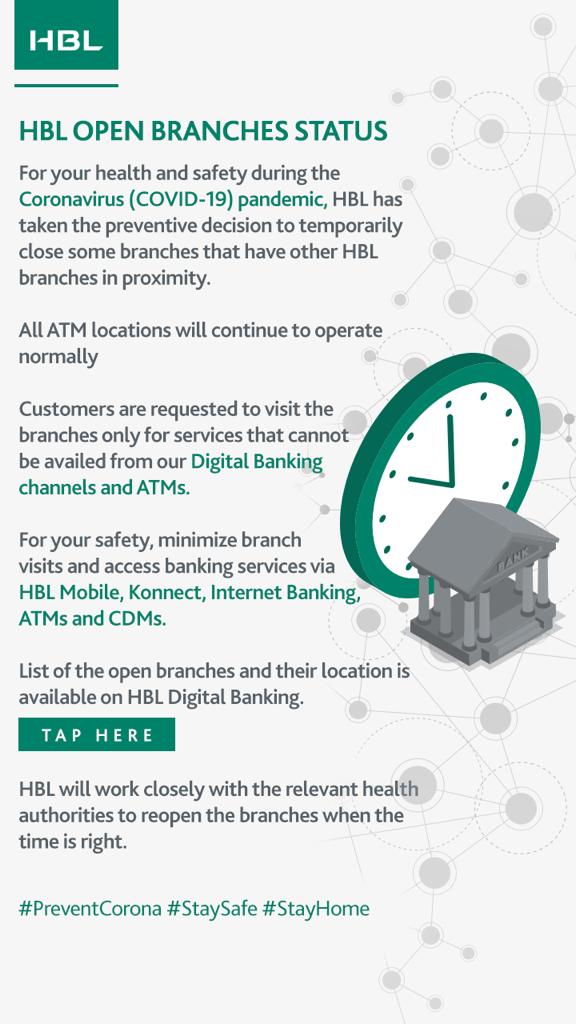 HBL
HBL OPEN BRANCHES STATUS
For your health and safety during the
Coronavirus (COVID-19) pandemic, HBL has
taken the preventive decision to temporarily
close some branches that have other HBL
branches in proximity.
All ATM locations will continue to operate
normally
Customers are requested to visit the
branches only for services that cannot
be availed from our Digital Banking
channels and ATMs.
For your safety, minimize branch
visits and access banking services via
HBL Mobile, Konnect, Internet Banking,
ATMs and CDMs.
BANK
List of the open branches and their location is
available on HBL Digital Banking.
TAP HERE
HBL will work closely with the relevant health
authorities to reopen the branches when the
time is right.
#PreventCorona #StaySafe #StayHome